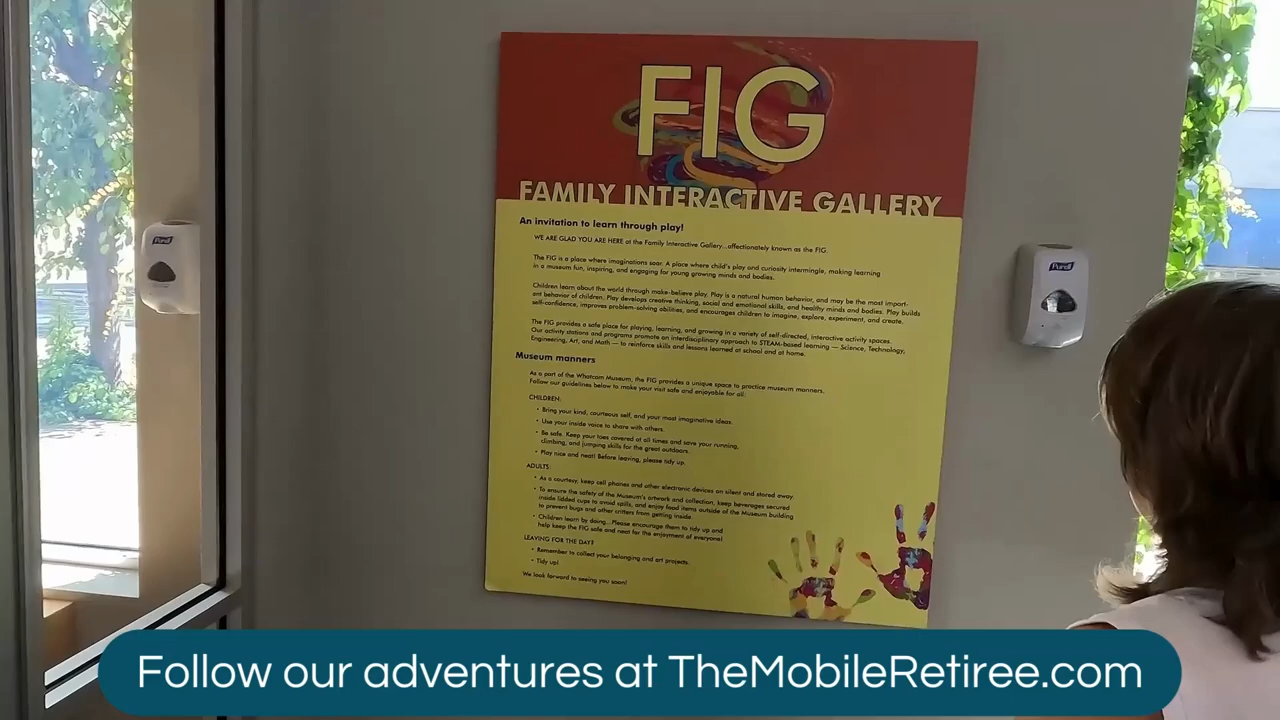 FIG
FAMILY INTERACTIVE GALLERY
An invitation to learn through play!
WE ARE GLAD YOU ARE HERE at the Family Interactive Gallery...affectionately known as the FIG.
The FIG is a place where imaginations soar. A place where child's play and curiosity intermingle, making learning
in a museum fun, inspiring, and engaging for young growing minds and bodies.
Children learn about the world through make-believe play. Play is a natural human behavior, and may be the most import-
ant behavior of children. Play develops creative thinking, social and emotional skills, and healthy minds and bodies. Play builds
self-confidence, improves problem-solving abilities, and encourages children to imagine, explore, experiment, and create.
The FIG provides a safe place for playing, learning, and growing in a variety of self-directed, interactive activity spaces.
Our activity stations and programs promote an interdisciplinary approach to STEAM-based learning — Science, Technology,
Engineering, Art, and Math — to reinforce skills and lessons learned at school and at home.
Museum manners
As a part of the Whatcom Museum, the FIG provides a unique space to practice museum manners.
Follow our guidelines below to make your visit safe and enjoyable for all:
CHILDREN:
• Bring your kind, courteous self, and your most imaginative ideas.
• Use your inside voice to share with others.
• Be safe. Keep your toes covered at all times and save your running,
climbing, and jumping skills for the great outdoors.
• Play nice and neat! Before leaving, please tidy up.
ADULTS:
• As a courtesy, keep cell phones and other electronic devices on silent and stored away.
• To ensure the safety of the Museum's artwork and collection, keep beverages secured
inside lidded cups to avoid spills, and enjoy food items outside of the Museum building
to prevent bugs and other critters from getting inside.
• Children learn by doing...Please encourage them to tidy up and
help keep the FIG safe and neat for the enjoyment of everyone!
LEAVING FOR THE DAY?
• Remember to collect your belonging and art projects.
• Tidy up!
We look forward to seeing you soon!
Purell
Purell
Follow our adventures at TheMobileRetiree.com